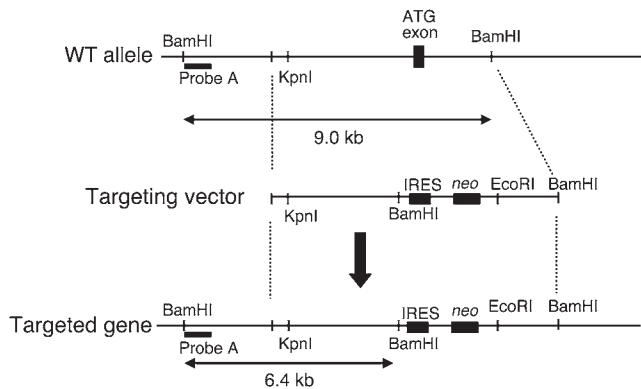 ATG
exon
BamHI
BamHI
WT allele
Probe A
KpnI
9.0 kb
IRES neo EcoRI BamHI
Targeting vector
KpnI
BamHI
BamHI
IRES neo EcoRI BamHI
Targeted gene
Probe A
KpnI
BamHI
6.4 kb